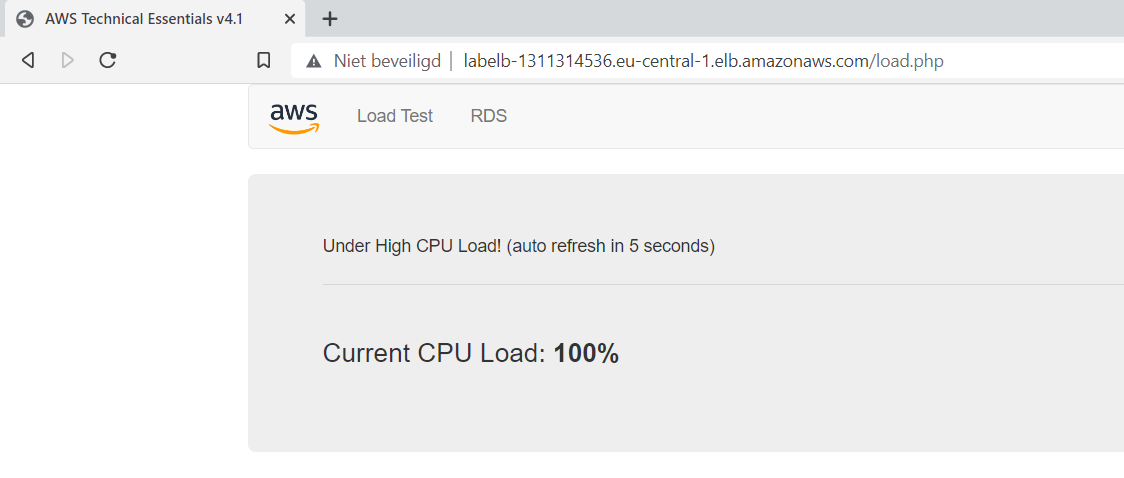 AWS Technical Essentials v4.1
Niet beveiligd labelb-1311314536.eu-central-1.elb.amazonaws.com/load.php
aws Load Test RDS
Under High CPU Load! (auto refresh in 5 seconds)
Current CPU Load: 100%